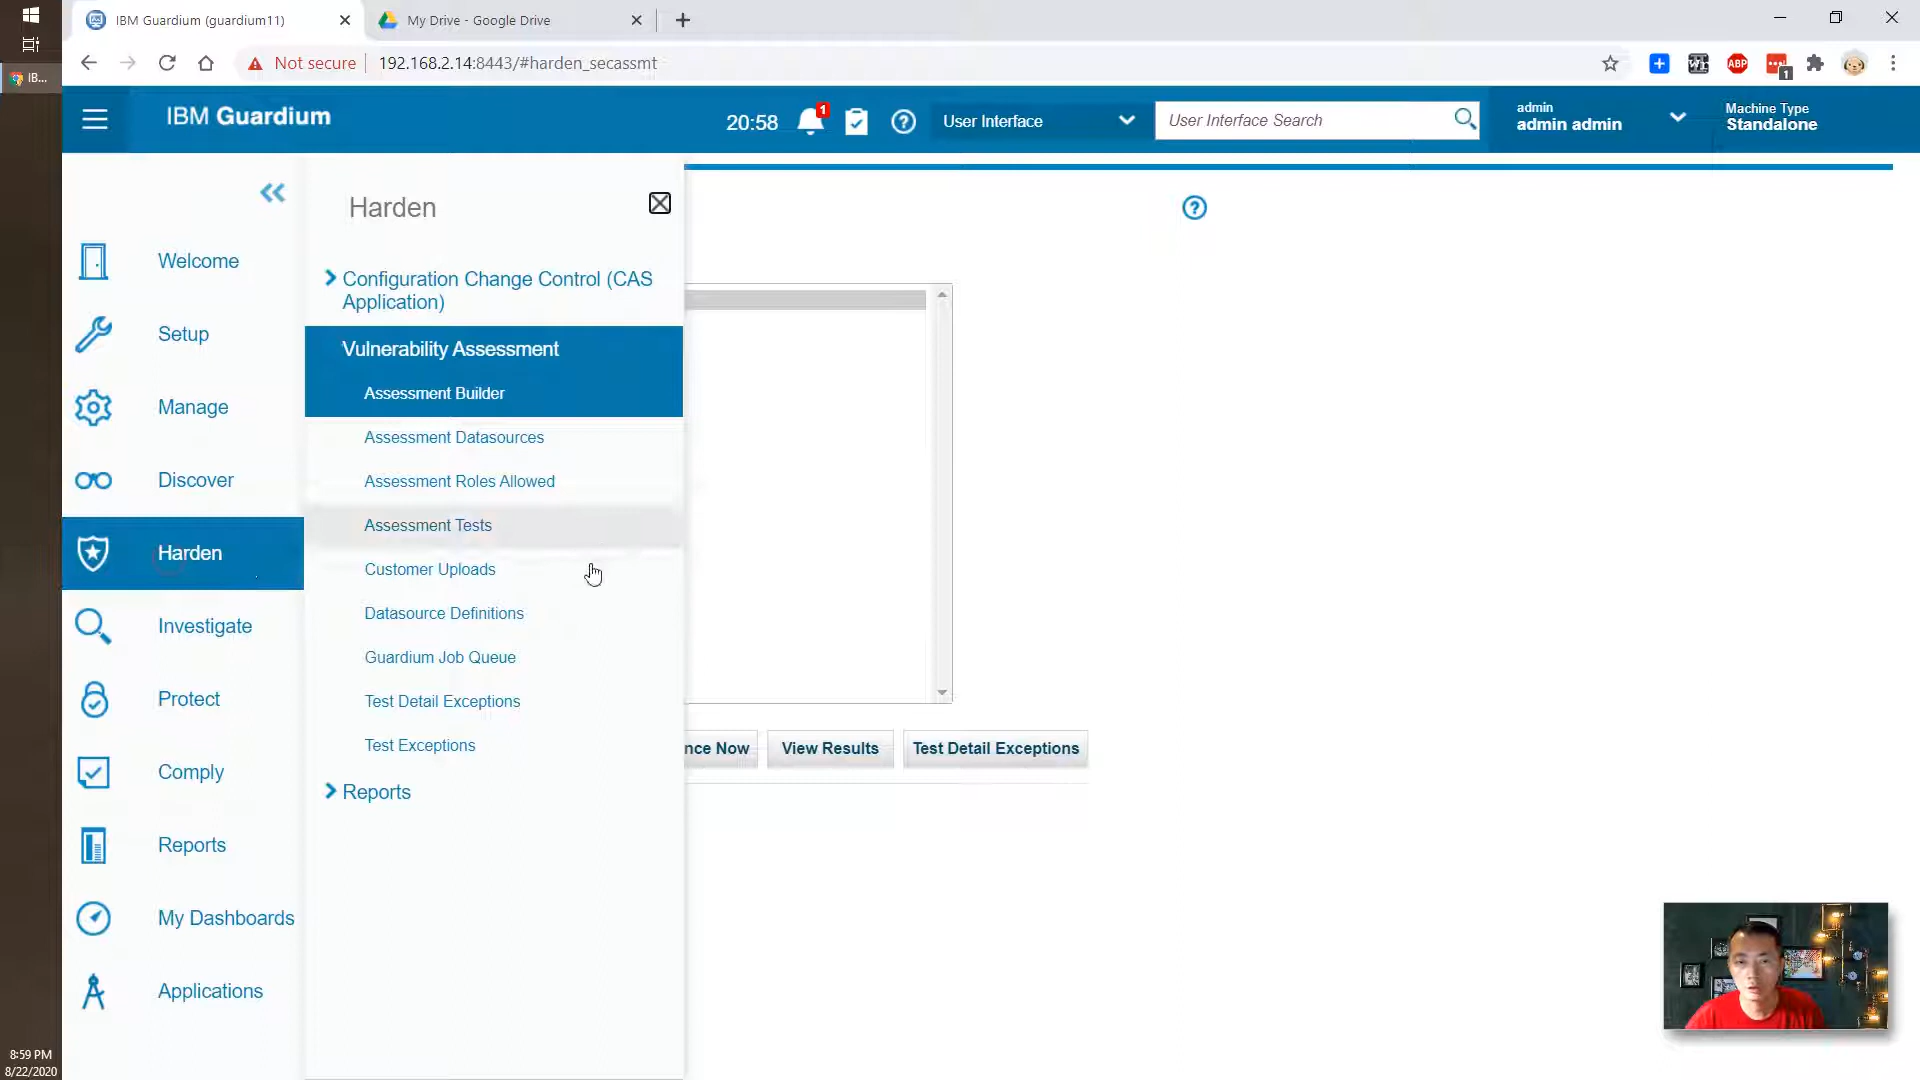 IBM Guardium (guardium11)
My Drive - Google Drive
IB...
Not secure
192.168.2.14:8443/#harden_secassmt
ABP
1
IBM Guardium
20:58
1
User Interface
User Interface Search
admin
admin admin
Machine Type
Standalone
Welcome
Setup
Manage
Discover
Harden
Investigate
Protect
Comply
Reports
My Dashboards
Applications
Harden
Configuration Change Control (CAS
Application)
Vulnerability Assessment
Assessment Builder
Assessment Datasources
Assessment Roles Allowed
Assessment Tests
Customer Uploads
Datasource Definitions
Guardium Job Queue
Test Detail Exceptions
Test Exceptions
Reports
nce Now
View Results
Test Detail Exceptions
8:59 PM
8/22/2020